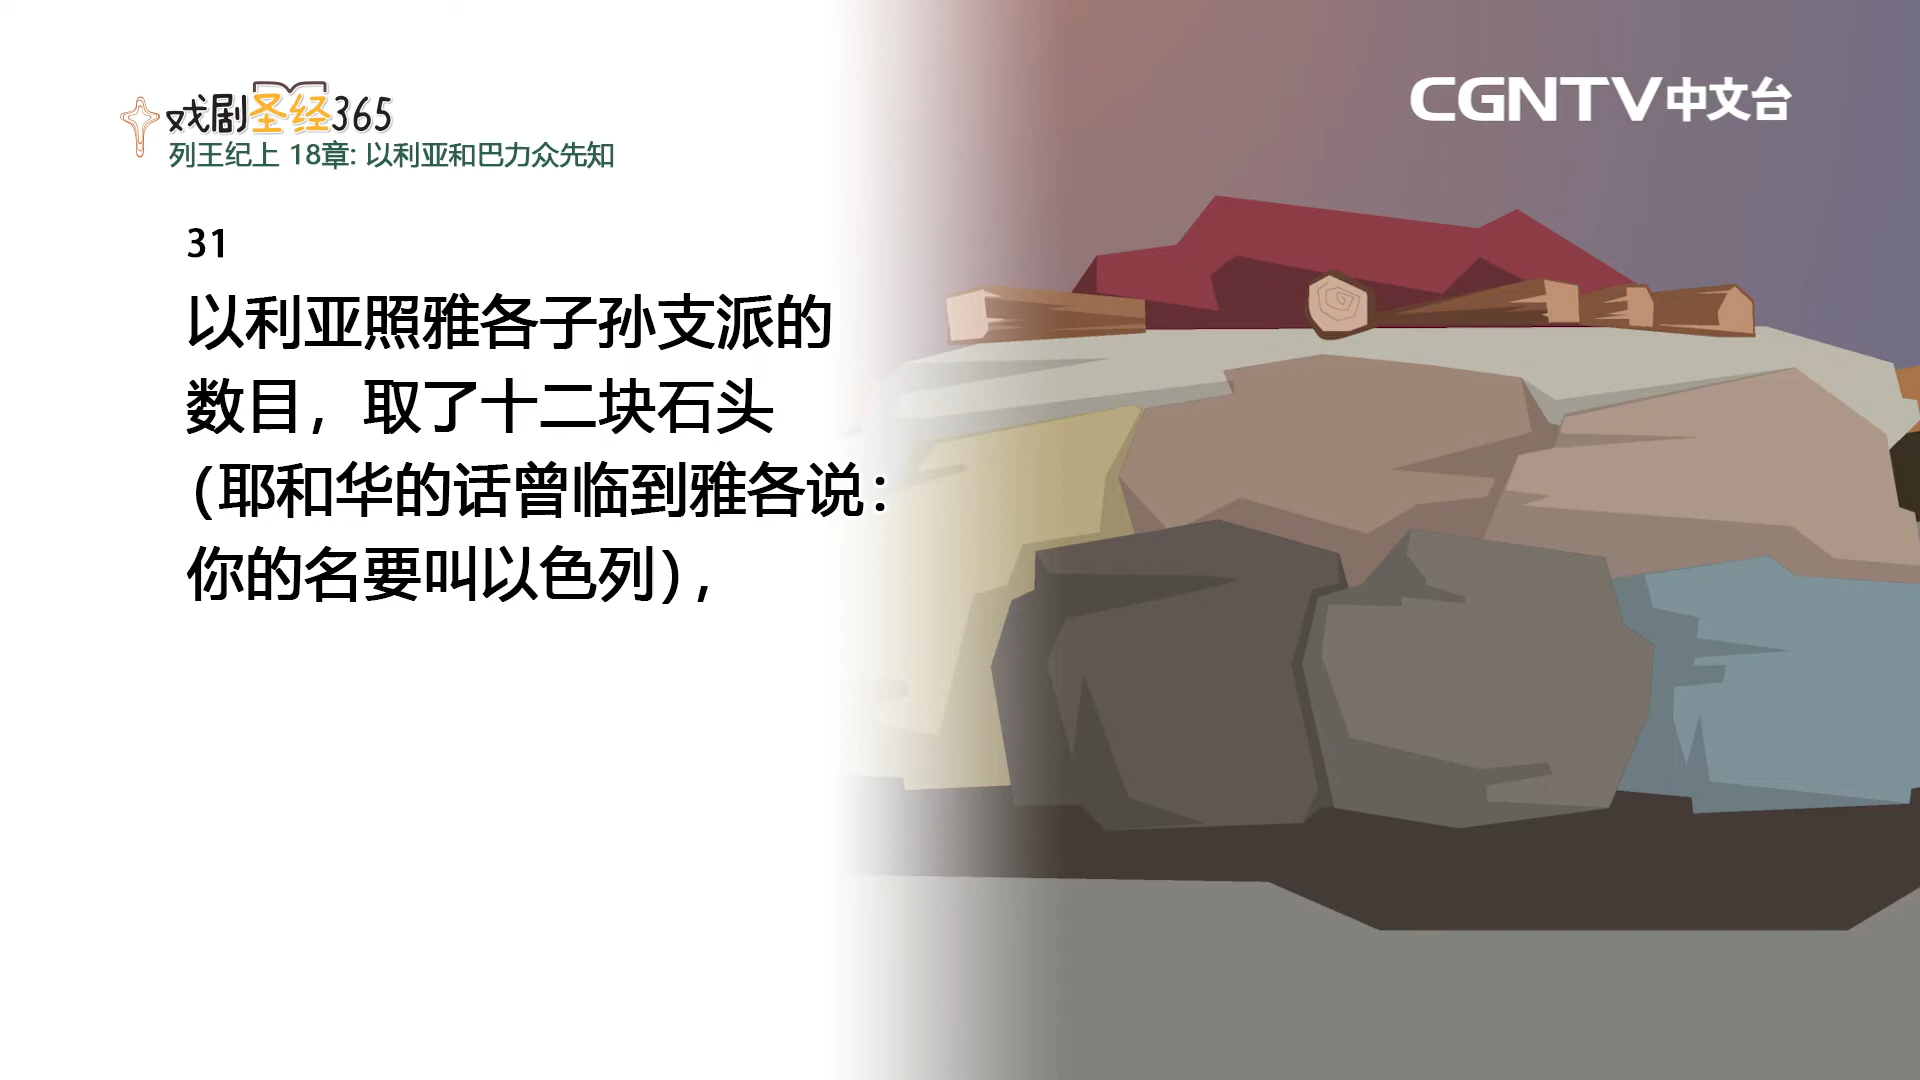 戏剧圣经365
CGNTV中文台
列王纪上 18章: 以利亚和巴力众先知
31
以利亚照雅各子孙支派的
数目，取了十二块石头
（耶和华的话曾临到雅各说：
你的名要叫以色列），